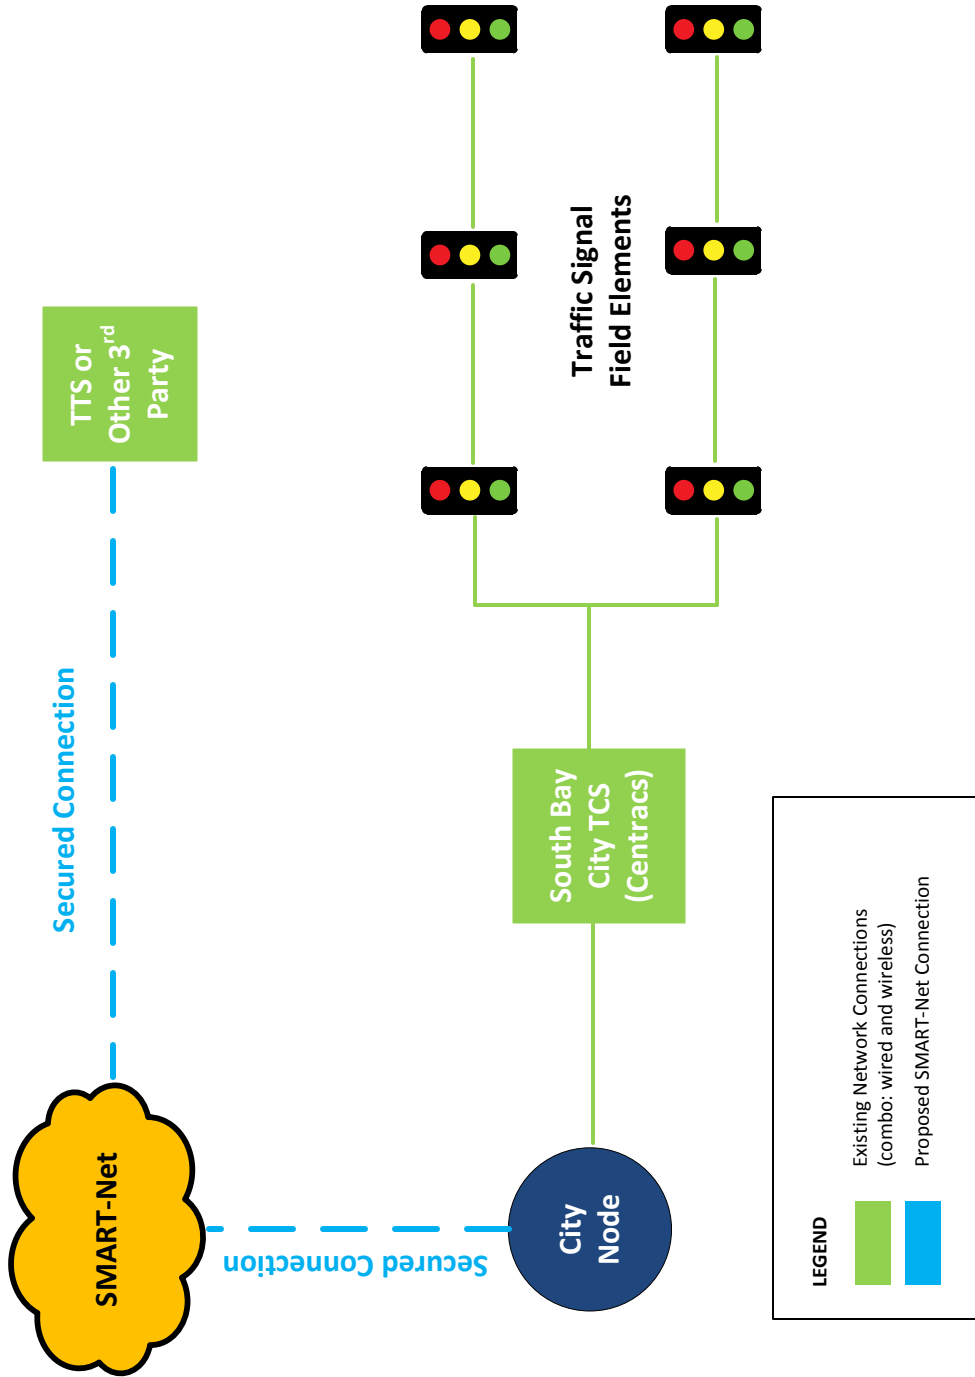 SMART-Net
Secured Connection
TTS or
Other 3rd
Party
Secured Connection
City
Node
South Bay
City TCS
(Centracs)
Traffic Signal
Field Elements
LEGEND
Existing Network Connections
(combo: wired and wireless)
Proposed SMART-Net Connection